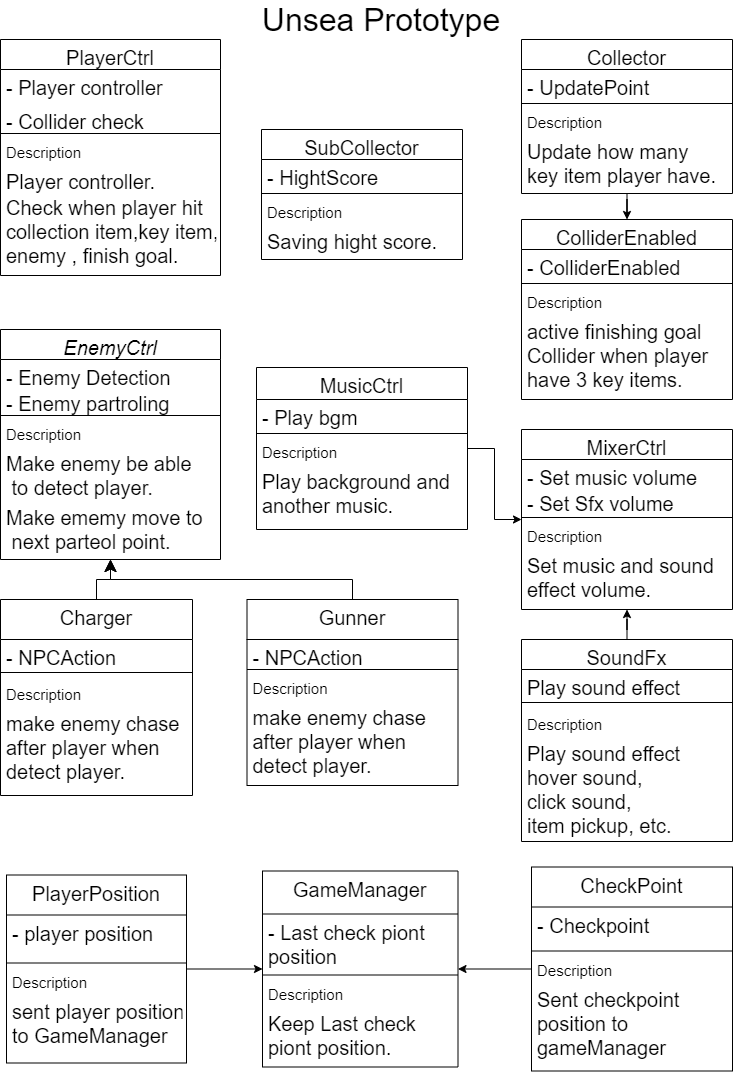 Unsea Prototype
PlayerCtrl
- Player controller
- Collider check
Description
Player controller.
Check when player hit
collection item,key item,
enemy , finish goal.
SubCollector
- HightScore
Description
Saving hight score.
Collector
- UpdatePoint
Description
Update how many
key item player have.
ColliderEnabled
- ColliderEnabled
Description
active finishing goal
Collider when player
have 3 key items.
EnemyCtrl
- Enemy Detection
- Enemy partroling
Description
Make enemy be able
to detect player.
Make ememy move to
next parteol point.
MusicCtrl
- Play bgm
Description
Play background and
another music.
MixerCtrl
- Set music volume
- Set Sfx volume
Description
Set music and sound
effect volume.
Charger
- NPCAction
Description
make enemy chase
after player when
detect player.
Gunner
- NPCAction
Description
make enemy chase
after player when
detect player.
SoundFx
Play sound effect
Description
Play sound effect
hover sound,
click sound,
item pickup, etc.
PlayerPosition
- player position
Description
sent player position
to GameManager
GameManager
- Last check piont
position
Description
Keep Last check
piont position.
CheckPoint
- Checkpoint
Description
Sent checkpoint
position to
gameManager